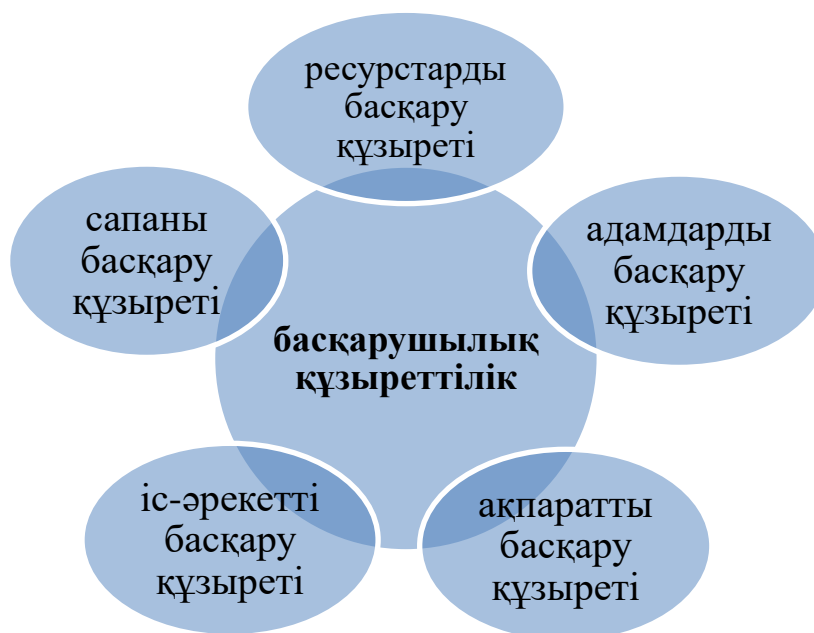 ресурстарды
басқару
құзыреті
адамдарды
басқару
құзыреті
ақпаратты
басқару
құзыреті
іс-әрекетті
басқару
құзыреті
сапаны
басқару
құзыреті
басқарушылық
құзыреттілік